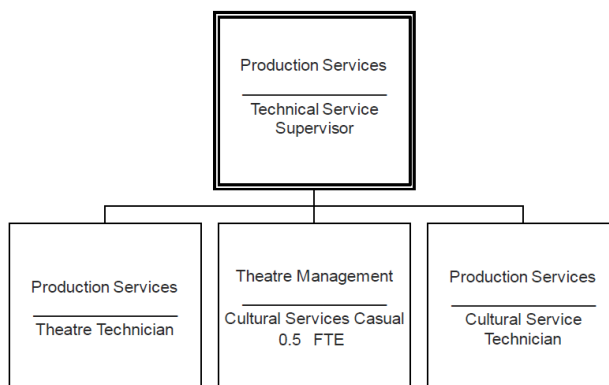 Production Services
Technical Service
Supervisor
Production Services
Theatre Technician
Theatre Management
Cultural Services Casual
0.5 FTE
Production Services
Cultural Service
Technician